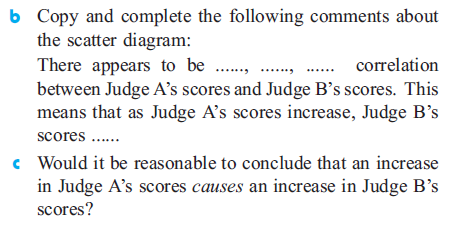 b Copy and complete the following comments about
the scatter diagram:
There appears to be ......, ......, ...... correlation
between Judge A's scores and Judge B's scores. This
means that as Judge A's scores increase, Judge B's
scores ......
c Would it be reasonable to conclude that an increase
in Judge A's scores causes an increase in Judge B's
scores?